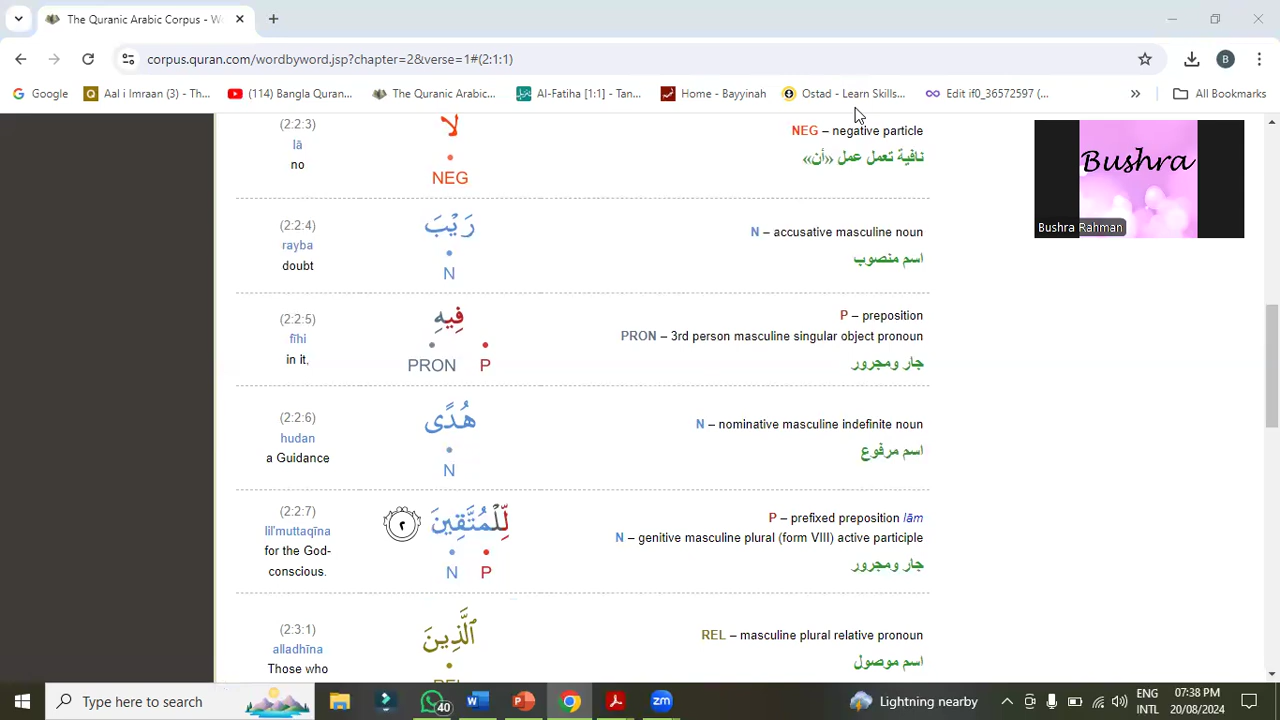 The Quranic Arabic Corpus - Wo
corpus.quran.com/wordbyword.jsp?chapter=2&verse=1#(2:1:1)
B
Google
Aal i Imraan (3) - Th...
(114) Bangla Quran...
The Quranic Arabic...
Al-Fatiha [1:1] - Tan...
Home - Bayyinah
Ostad - Learn Skills...
Edit if0_36572597 (...
»
All Bookmarks
(2:2:3)
lā
no
لَا
NEG
NEG – negative particle
نافية تعمل عمل «أن»
Bushra
Bushra Rahman
(2:2:4)
rayba
doubt
رَيْبَ
N
N – accusative masculine noun
اسم منصوب
(2:2:5)
fīhi
in it,
فِيهِ
PRON P
P – preposition
PRON – 3rd person masculine singular object pronoun
جار ومجرور
(2:2:6)
hudan
a Guidance
هُدًى
N
N – nominative masculine indefinite noun
اسم مرفوع
(2:2:7)
lil'muttaqīna
for the God-
conscious.
لِّلْمُتَّقِينَ ٢
N P
P – prefixed preposition lām
N – genitive masculine plural (form VIII) active participle
جار ومجرور
(2:3:1)
alladhīna
Those who
ٱلَّذِينَ
REL
REL – masculine plural relative pronoun
اسم موصول
Type here to search
40
zm
Lightning nearby
ENG
INTL
07:38 PM
20/08/2024